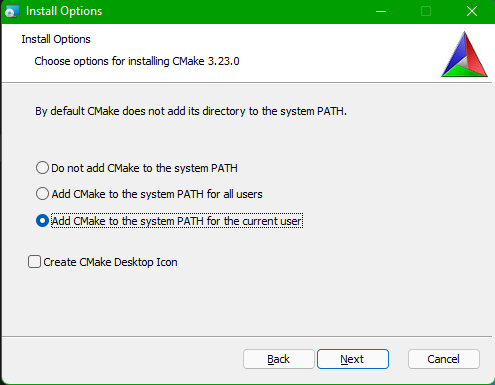 Install Options
Install Options
Choose options for installing CMake 3.23.0
By default CMake does not add its directory to the system PATH.
Do not add CMake to the system PATH
Add CMake to the system PATH for all users
Add CMake to the system PATH for the current user
Create CMake Desktop Icon
Back Next Cancel